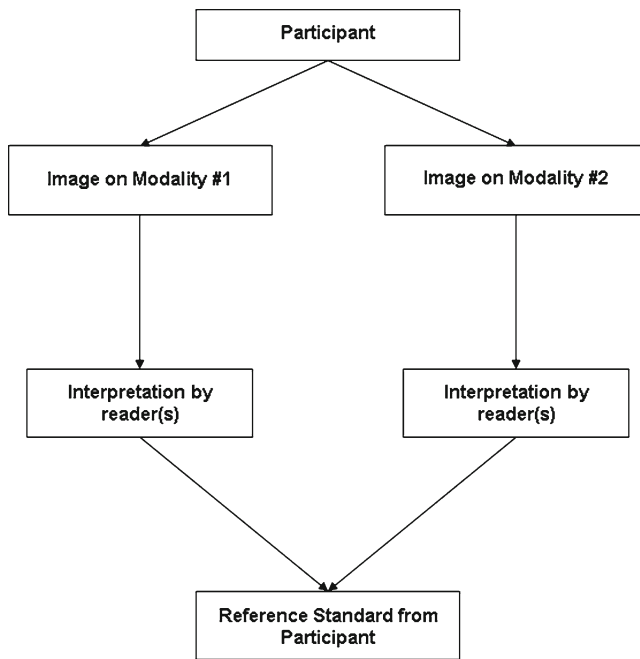 Participant
Image on Modality #1
Image on Modality #2
Interpretation by
reader(s)
Interpretation by
reader(s)
Reference Standard from
Participant